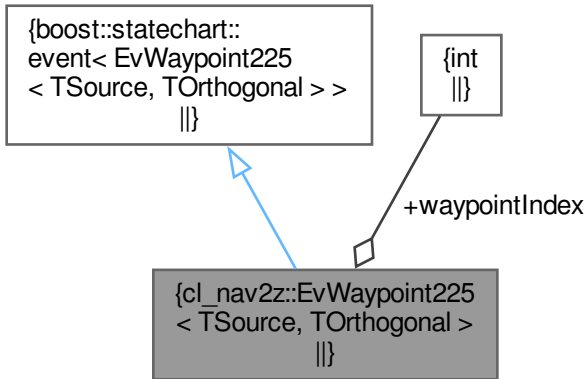 {boost::statechart::
event< EvWaypoint225
< TSource, TOrthogonal > >
||}
{int
||}
+waypointIndex
{cl_nav2z::EvWaypoint225
< TSource, TOrthogonal >
||}